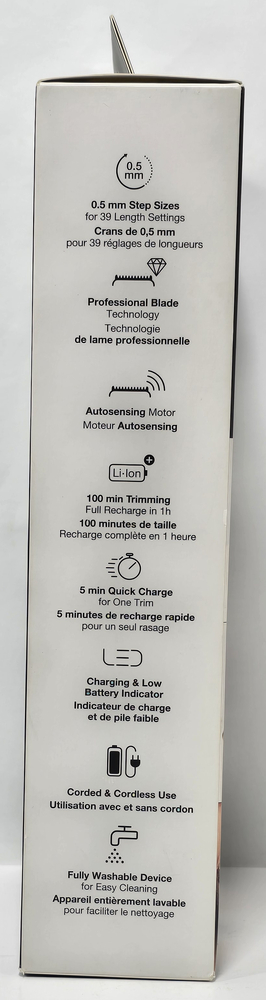 0.5
mm
0.5 mm Step Sizes
for 39 Length Settings
Crans de 0,5 mm
pour 39 réglages de longueurs
Professional Blade
Technology
Technologie
de lame professionnelle
Autosensing Motor
Moteur Autosensing
Li-Ion
100 min Trimming
Full Recharge in 1h
100 minutes de taille
Recharge complète en 1 heure
5 min Quick Charge
for One Trim
5 minutes de recharge rapide
pour un seul rasage
LED
Charging & Low
Battery Indicator
Indicateur de charge
et de pile faible
Corded & Cordless Use
Utilisation avec et sans cordon
Fully Washable Device
for Easy Cleaning
Appareil entièrement lavable
pour faciliter le nettoyage